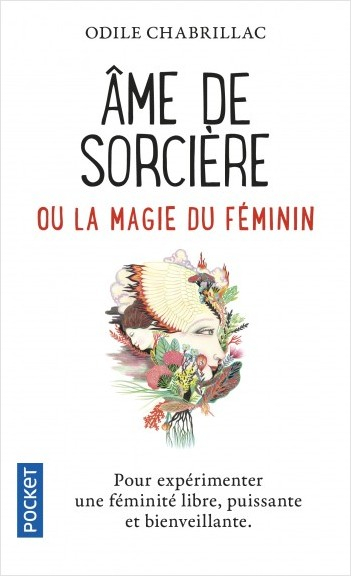 ODILE CHABRILLAC
ÂME DE
SORCIÈRE
OU LA MAGIE DU FÉMININ
Pour expérimenter
une féminité libre, puissante
et bienveillante.
POCKET